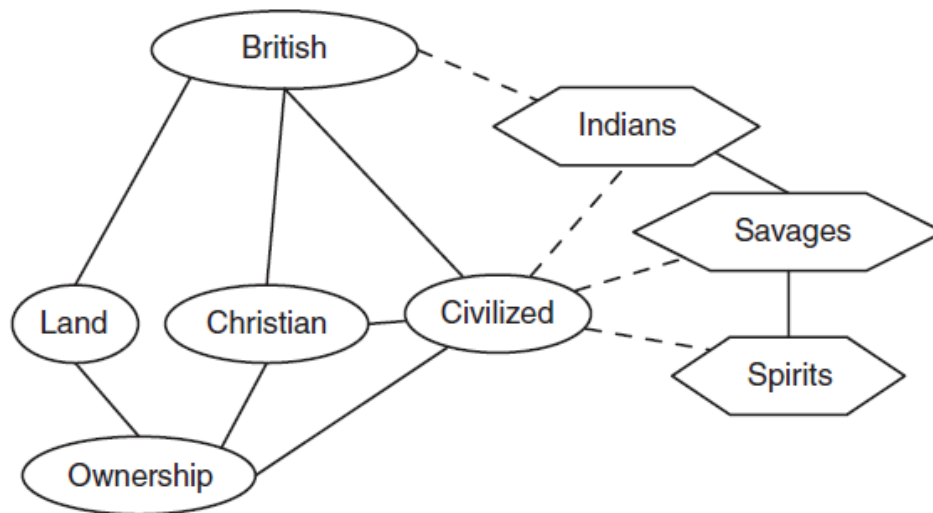 British
Indians
Savages
Land
Christian
Civilized
Spirits
Ownership